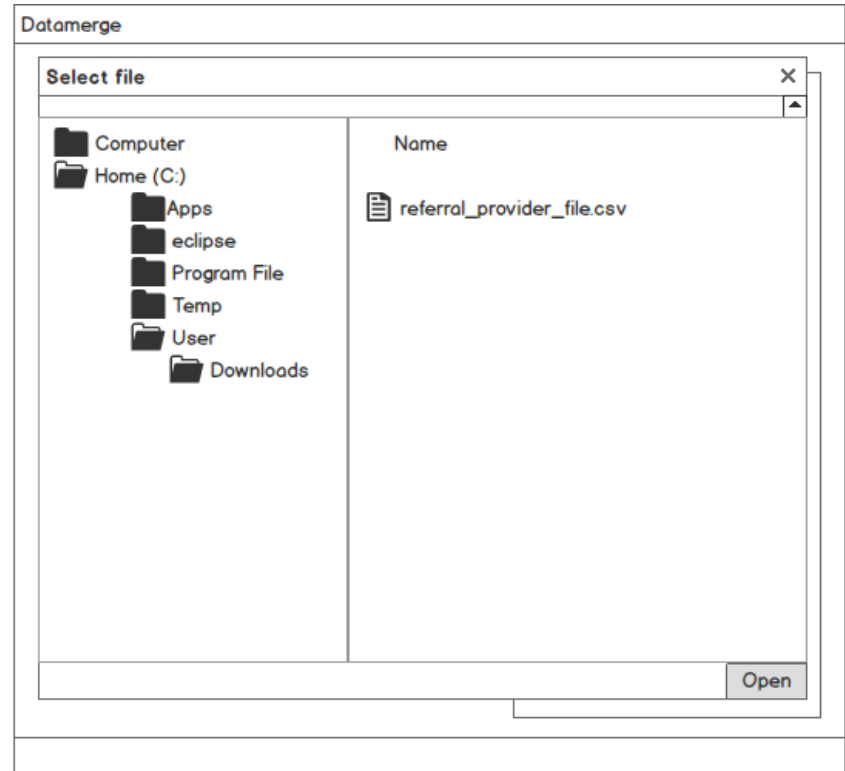 Datamerge
Select file
Computer
Home (C:)
Apps
eclipse
Program File
Temp
User
Downloads
Name
referral_provider_file.csv
Open